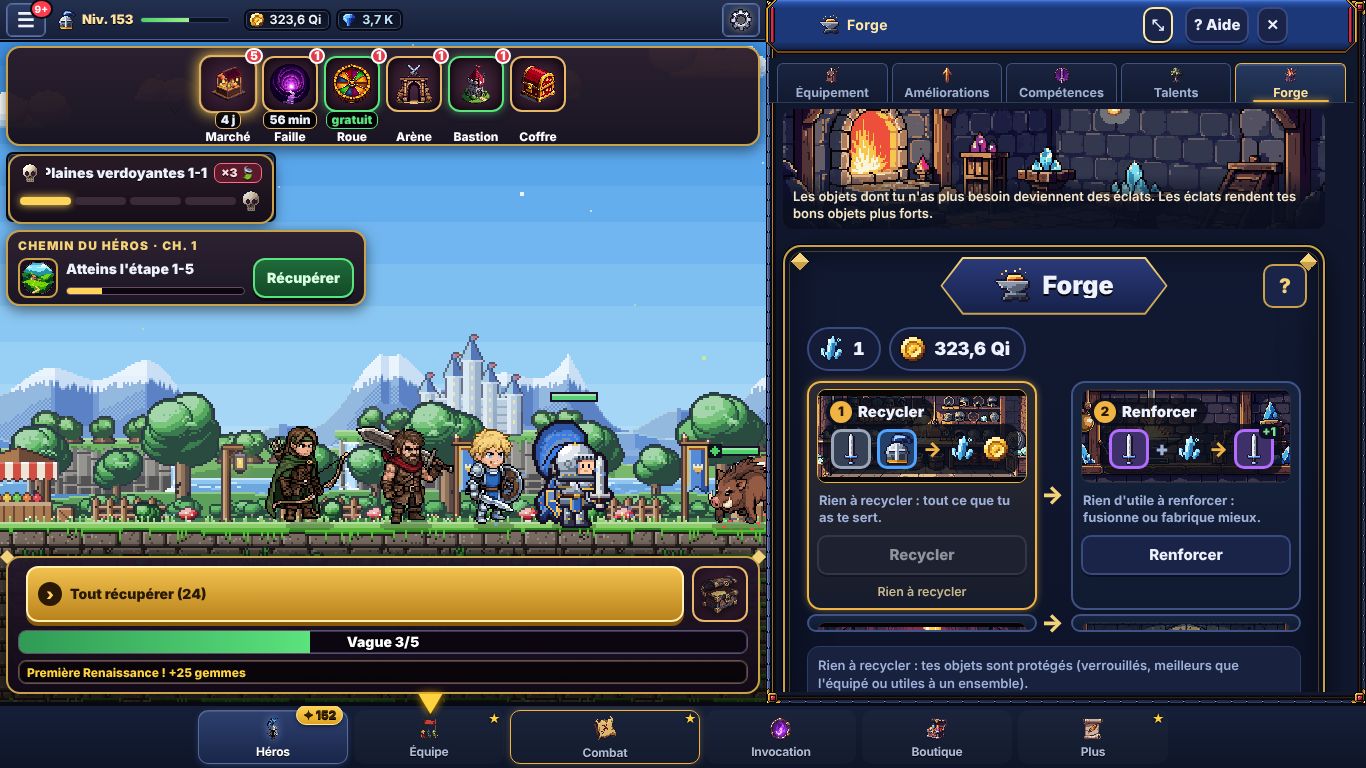 9+
Niv. 153
323,6 Qi
3,7 K
Forge
? Aide
5
1
1
1
1
4 j
56 min
gratuit
Marché
Faille
Roue
Arène
Bastion
Coffre
Équipement
Améliorations
Compétences
Talents
Forge
Plaines verdoyantes 1-1
×3
CHEMIN DU HÉROS · CH. 1
Atteins l'étape 1-5
Récupérer
Les objets dont tu n'as plus besoin deviennent des éclats. Les éclats rendent tes
bons objets plus forts.
Forge
?
1
323,6 Qi
1 Recycler
Rien à recycler : tout ce que tu
as te sert.
Recycler
Rien à recycler
2 Renforcer
+1
Rien d'utile à renforcer :
fusionne ou fabrique mieux.
Renforcer
Rien à recycler : tes objets sont protégés (verrouillés, meilleurs que
l'équipé ou utiles à un ensemble).
Tout récupérer (24)
Vague 3/5
Première Renaissance ! +25 gemmes
152
Héros
Équipe
Combat
Invocation
Boutique
Plus